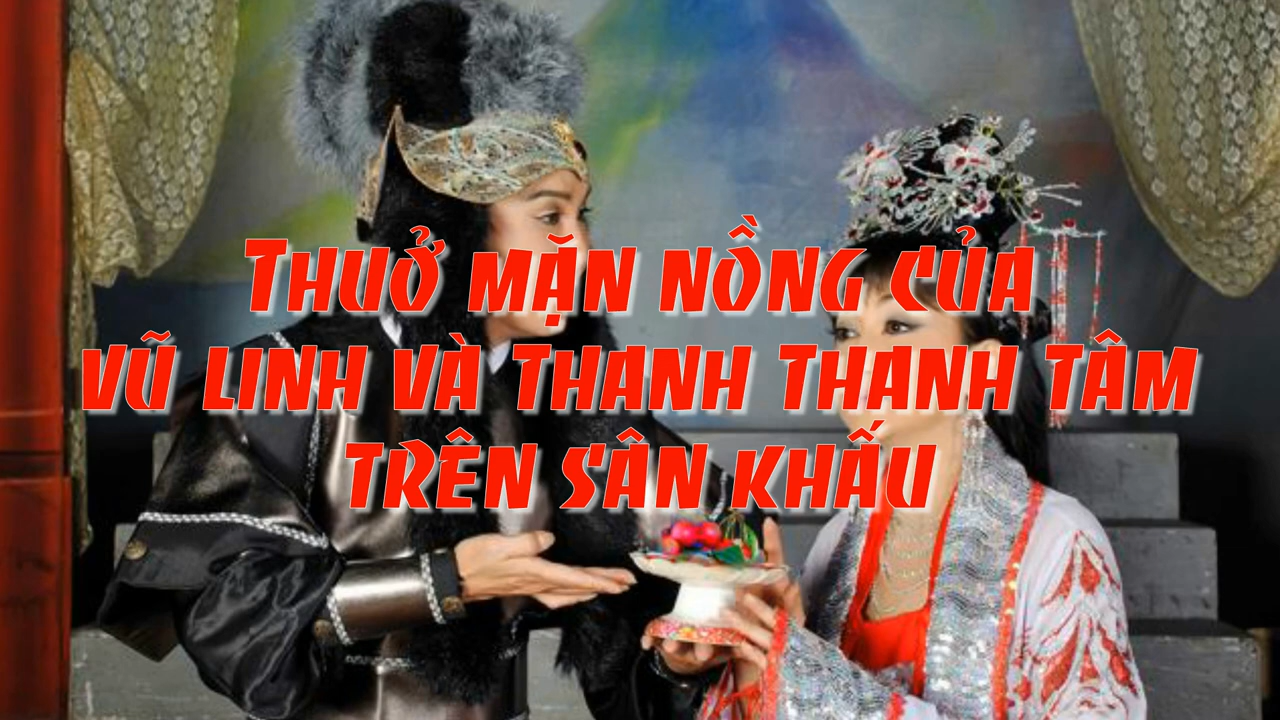 Thuở mặn nồng của
vũ linh và thanh thanh tâm
trên sân khấu